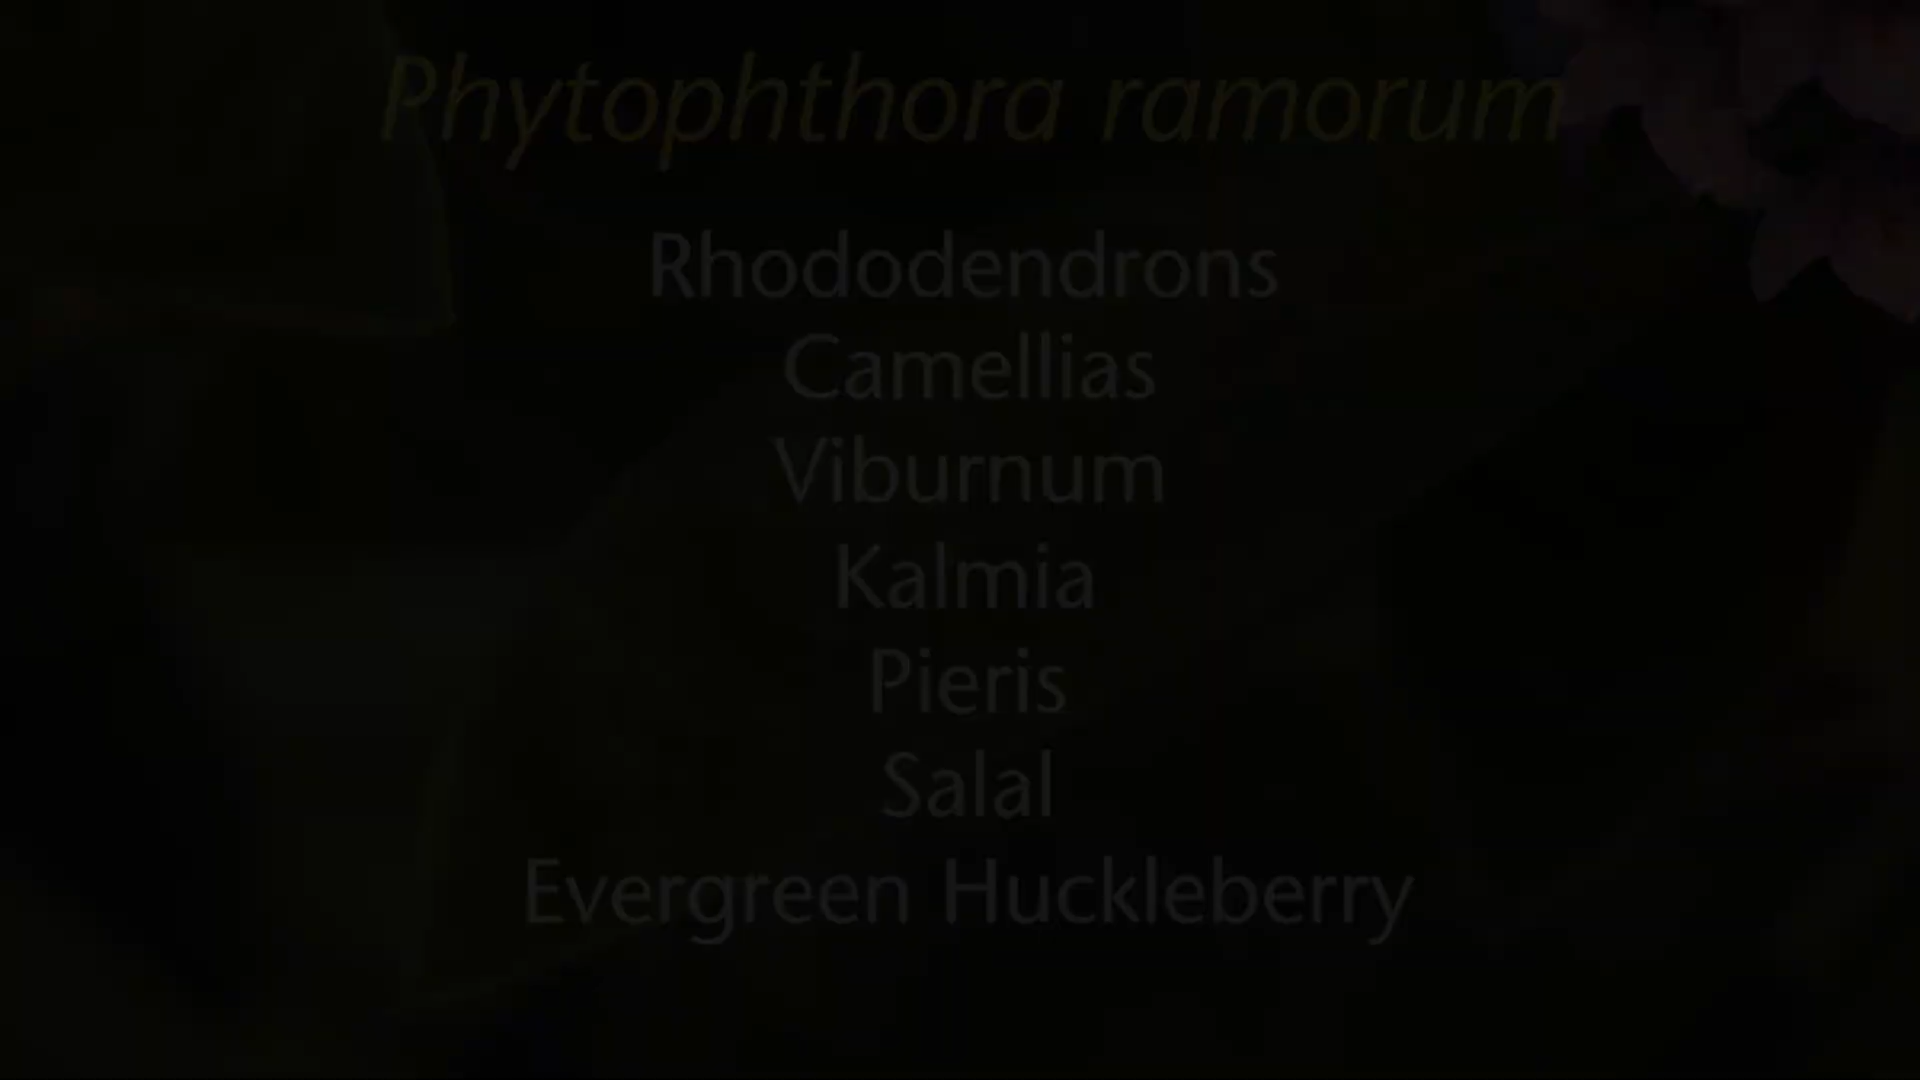 Phytophthora ramorum
Rhododendrons
Camellias
Viburnum
Kalmia
Pieris
Salal
Evergreen Huckleberry